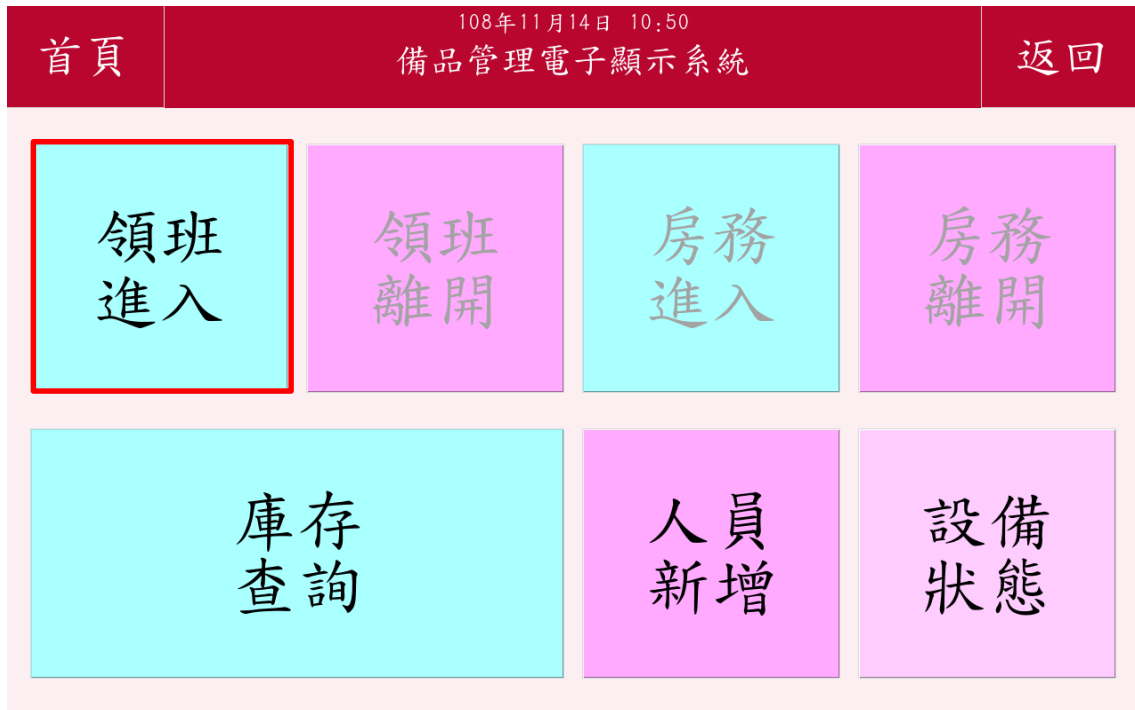 首頁
108年11月14日 10:50
備品管理電子顯示系統
返回
領班
進入
領班
離開
房務
進入
房務
離開
庫存
查詢
人員
新增
設備
狀態